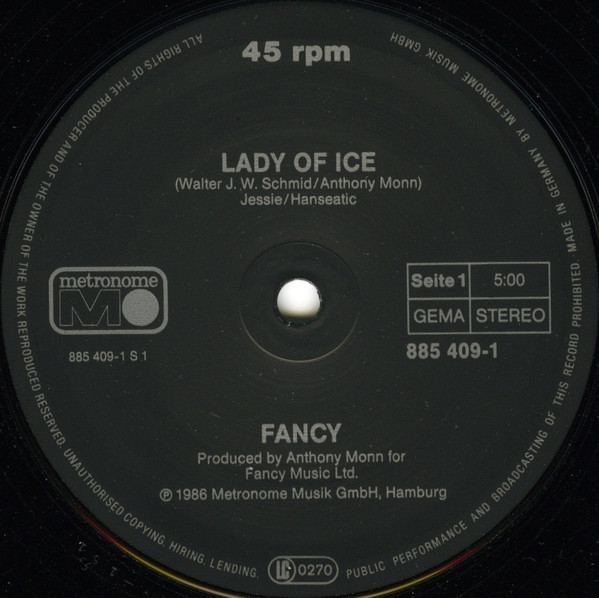 45 rpm
LADY OF ICE
(Walter J. W. Schmid/Anthony Monn)
Jessie/Hanseatic
metronome
M
885 409-1 S 1
Seite 1 5:00
GEMA STEREO
885 409-1
FANCY
Produced by Anthony Monn for
Fancy Music Ltd.
℗ 1986 Metronome Musik GmbH, Hamburg
ALL RIGHTS OF THE PRODUCER AND OF THE OWNER OF THE WORK REPRODUCED RESERVED. UNAUTHORISED COPYING, HIRING, LENDING, PUBLIC PERFORMANCE AND BROADCASTING OF THIS RECORD PROHIBITED. MADE IN GERMANY BY METRONOME MUSIK GMBH
LC 0270